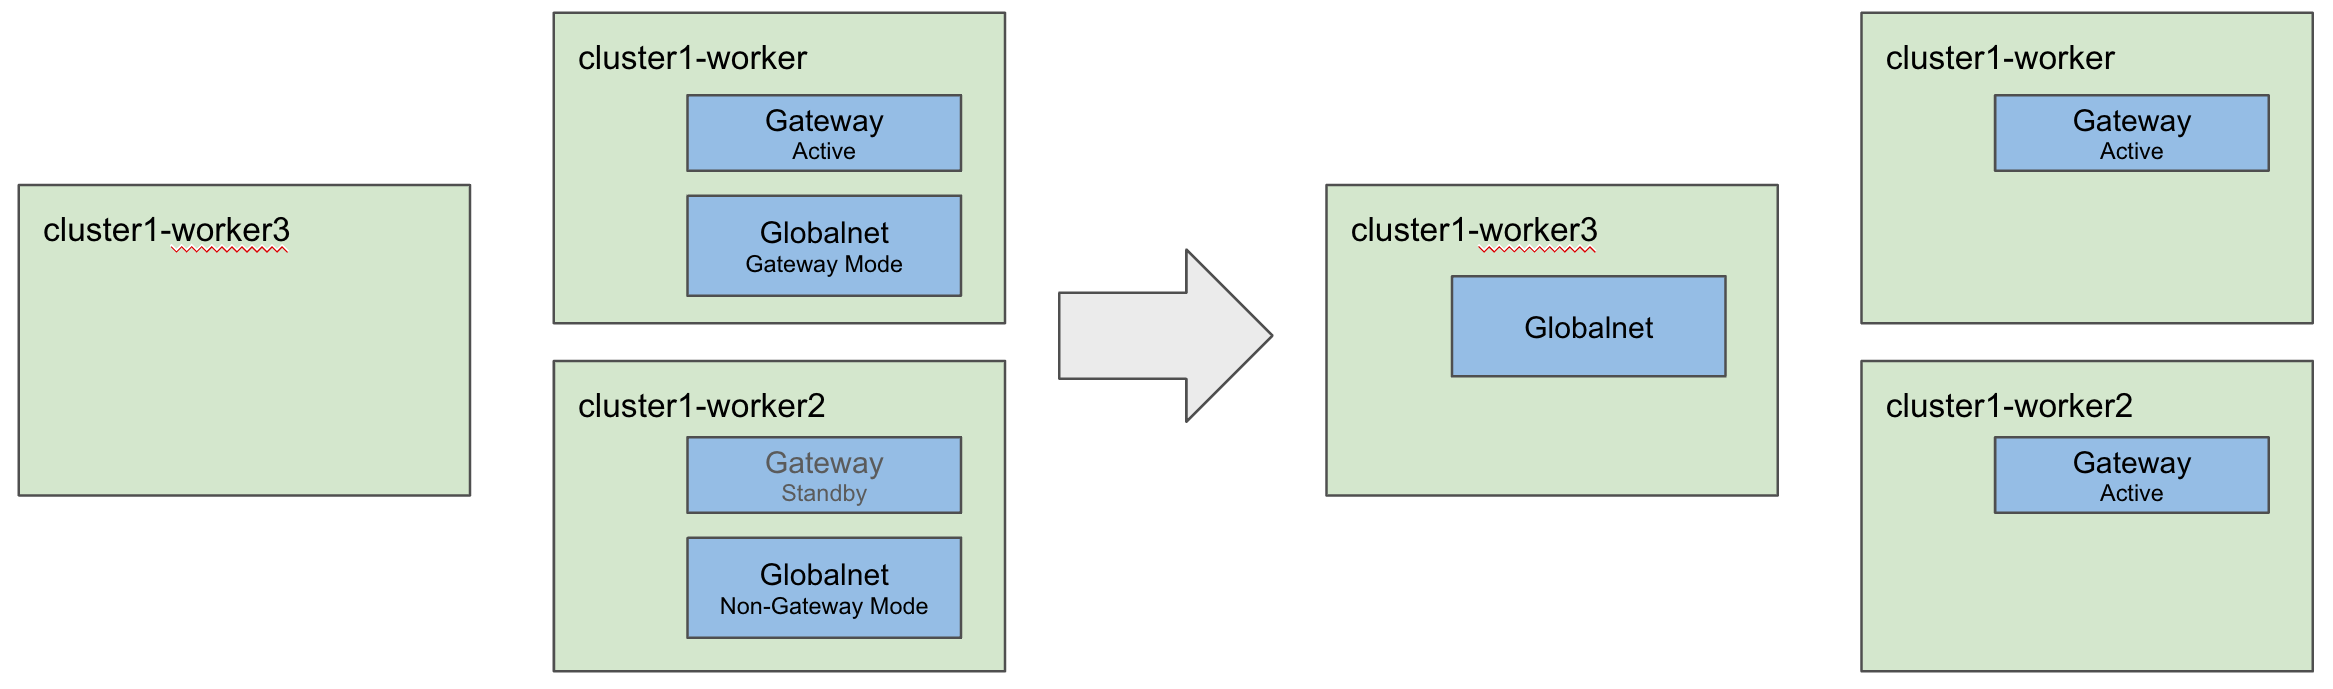 cluster1-worker3
cluster1-worker
Gateway
Active
Globalnet
Gateway Mode
cluster1-worker2
Gateway
Standby
Globalnet
Non-Gateway Mode
cluster1-worker3
Globalnet
cluster1-worker
Gateway
Active
cluster1-worker2
Gateway
Active